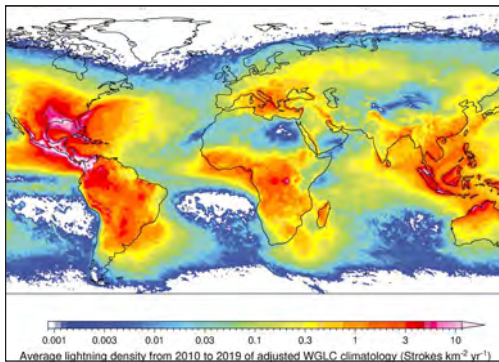 0.001 0.003 0.01 0.03 0.1 0.3 1 3 10
Average lightning density from 2010 to 2019 of adjusted WGLC climatology (Strokes km⁻² yr⁻¹)